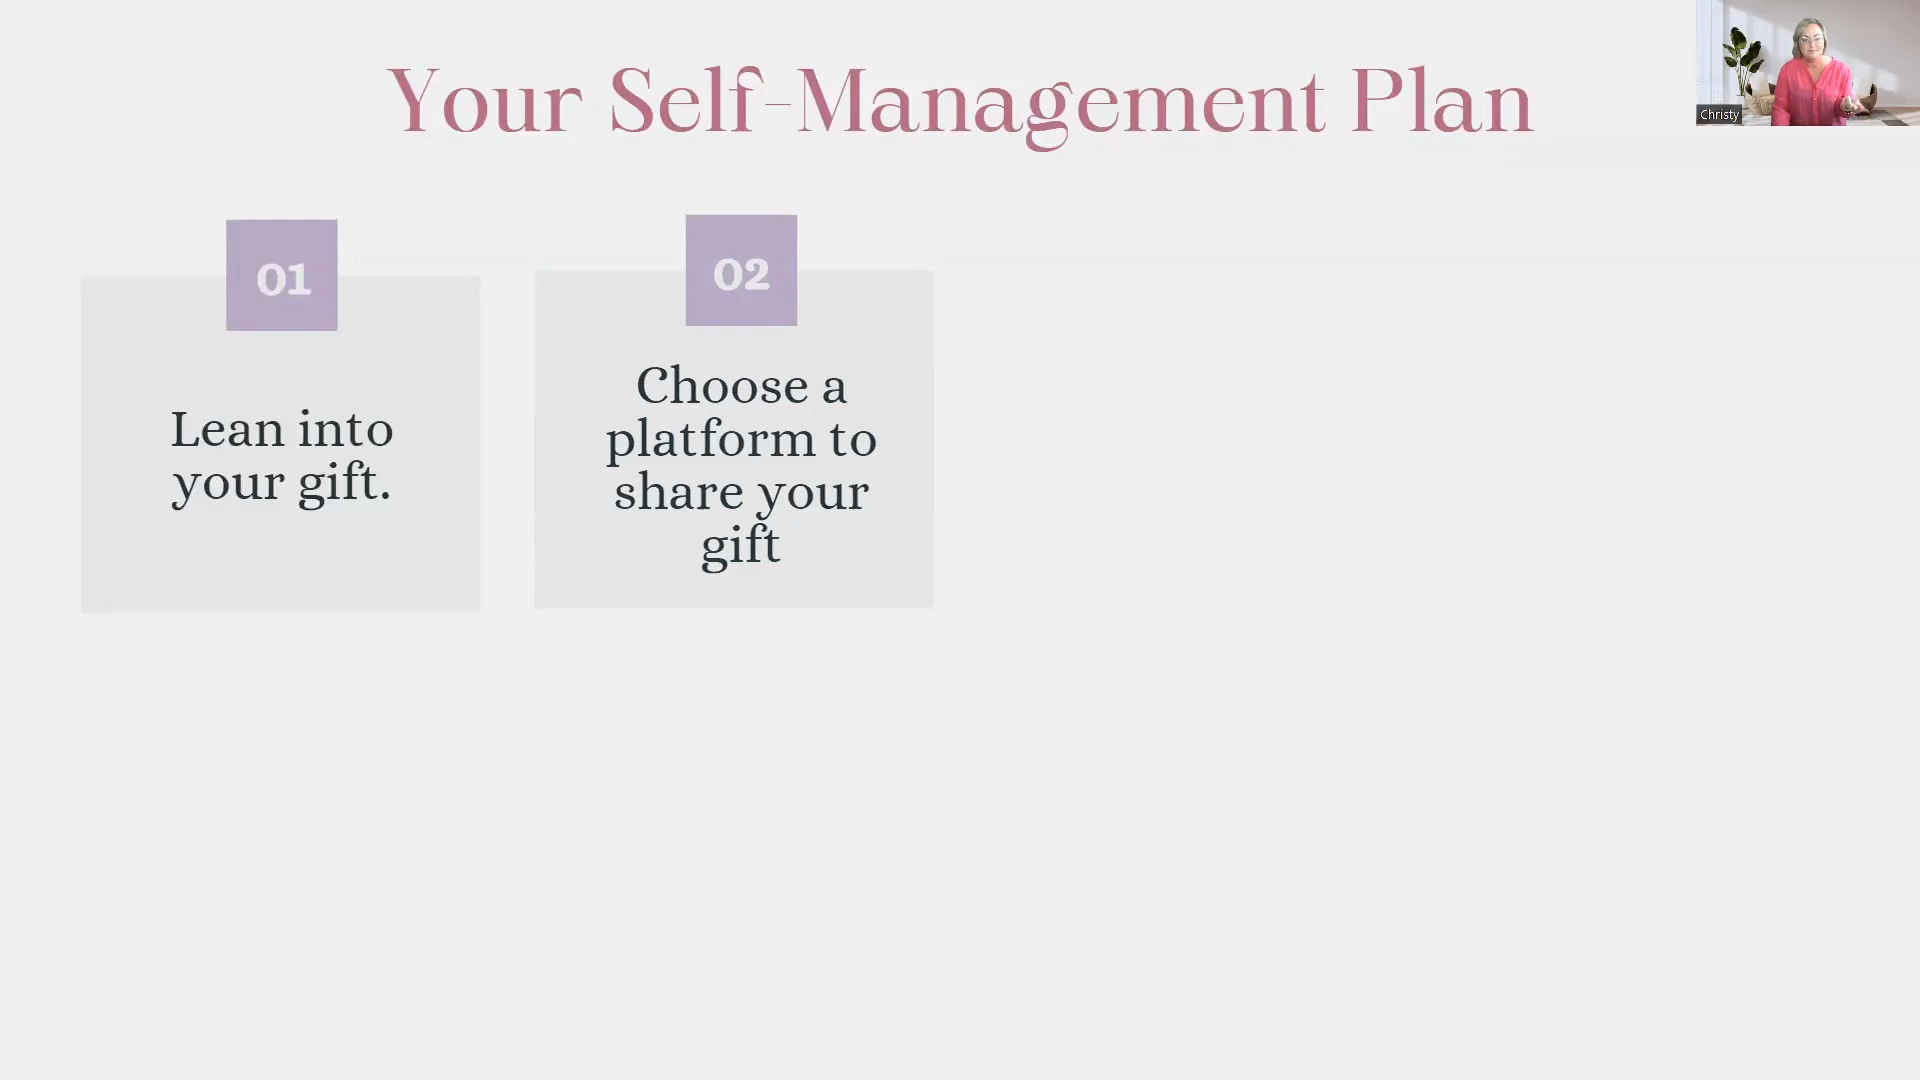 Your Self-Management Plan
Christy
01
Lean into
your gift.
02
Choose a
platform to
share your
gift